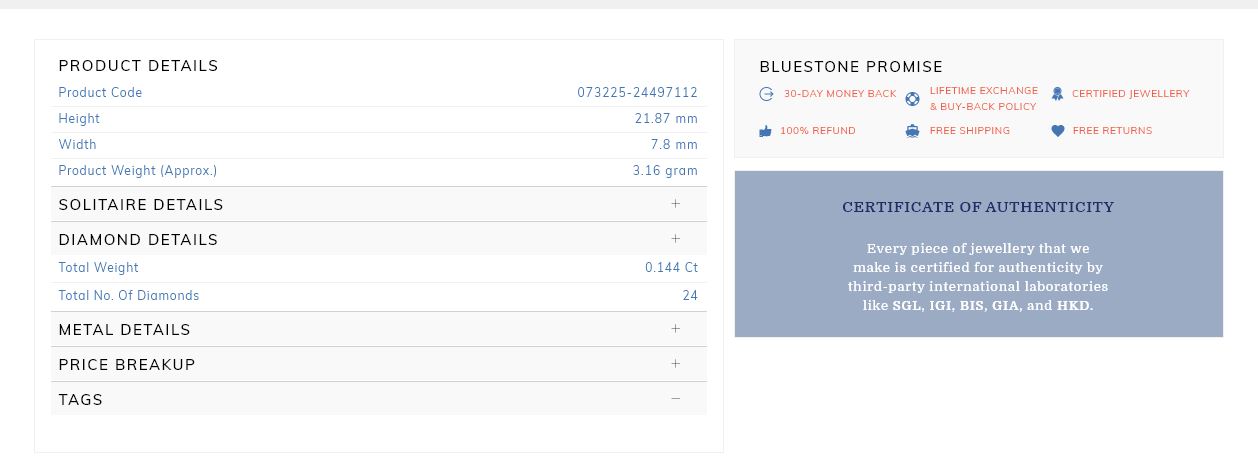 PRODUCT DETAILS
Product Code 073225-24497112
Height 21.87 mm
Width 7.8 mm
Product Weight (Approx.) 3.16 gram
SOLITAIRE DETAILS +
DIAMOND DETAILS +
Total Weight 0.144 Ct
Total No. Of Diamonds 24
METAL DETAILS +
PRICE BREAKUP +
TAGS −
BLUESTONE PROMISE
30-DAY MONEY BACK
LIFETIME EXCHANGE
& BUY-BACK POLICY
CERTIFIED JEWELLERY
100% REFUND
FREE SHIPPING
FREE RETURNS
CERTIFICATE OF AUTHENTICITY
Every piece of jewellery that we
make is certified for authenticity by
third-party international laboratories
like SGL, IGI, BIS, GIA, and HKD.